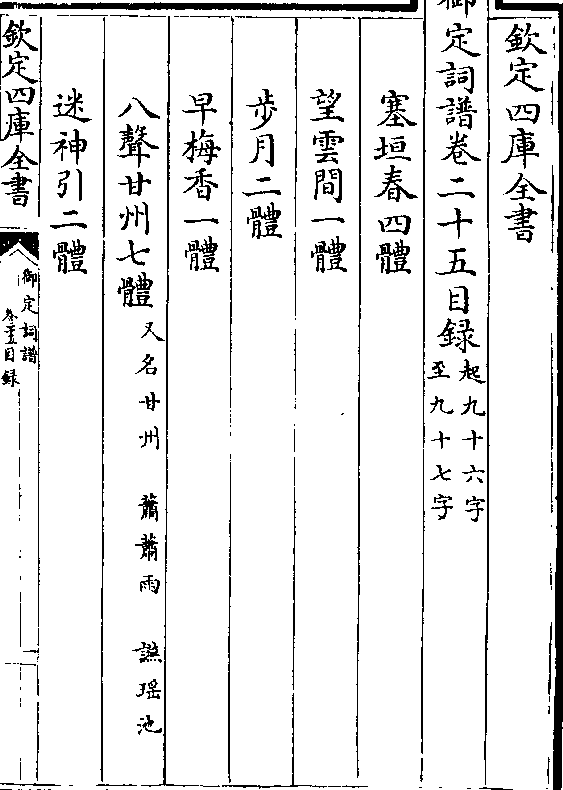 欽定四庫全書
御定詞譜卷二十五目録起九十六字至九十七字
塞垣春四體
望雲間一體
步月二體
早梅香一體
八聲甘州七體又名甘州 蕭蕭雨 讌瑶池
迷神引二體
欽定四庫全書
御定詞譜
卷二十五目録